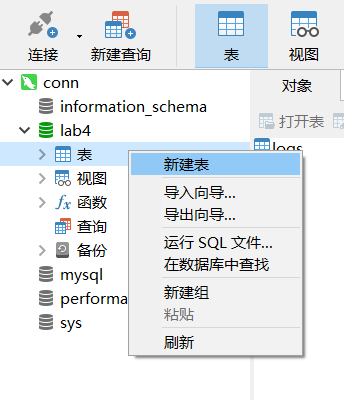 连接
新建查询
表
视图
conn
information_schema
lab4
表
视图
函数
查询
备份
mysql
performa
sys
对象
打开表
logs
新建表
导入向导...
导出向导...
运行 SQL 文件...
在数据库中查找
新建组
粘贴
刷新